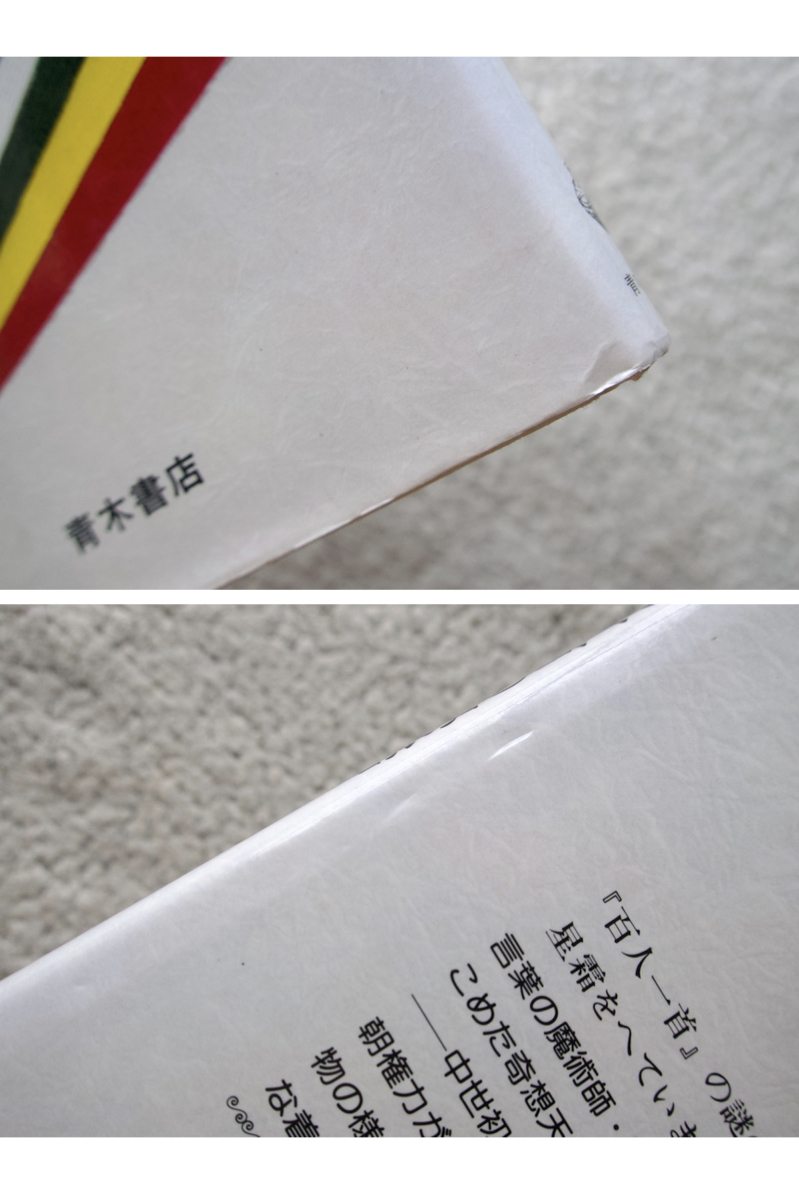 青木書店
『百人一首』の謎
星霜をへていま
言葉の魔術師・
こめた奇想天
――中世初
朝権力が
物の様
な着